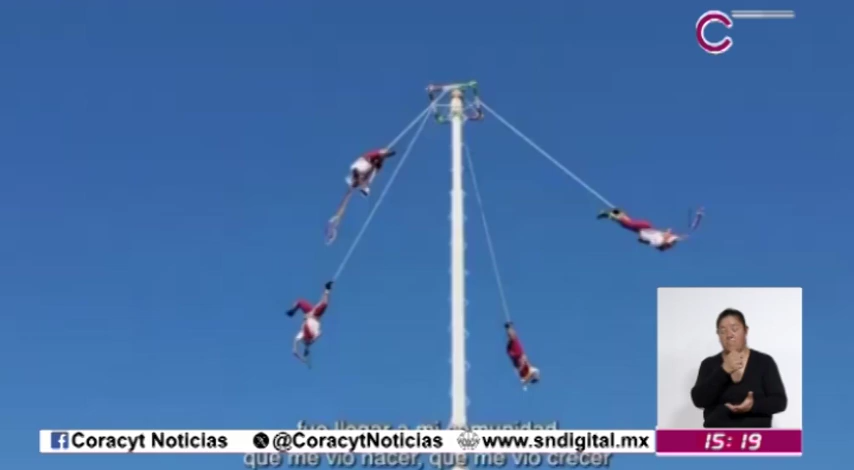 C
fue llegar a mi comunidad
Coracyt Noticias @CoracytNoticias www.sndigital.mx 15:19
que me vio nacer, que me vio crecer